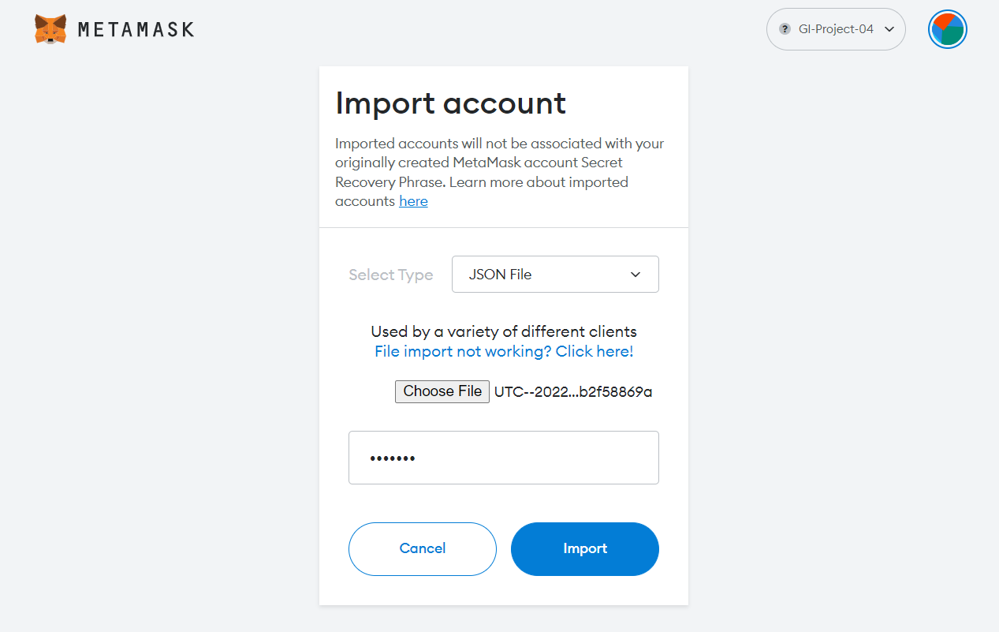 METAMASK
? GI-Project-04
Import account
Imported accounts will not be associated with your
originally created MetaMask account Secret
Recovery Phrase. Learn more about imported
accounts here
Select Type
JSON File
Used by a variety of different clients
File import not working? Click here!
Choose File UTC--2022...b2f58869a
•••••••
Cancel
Import